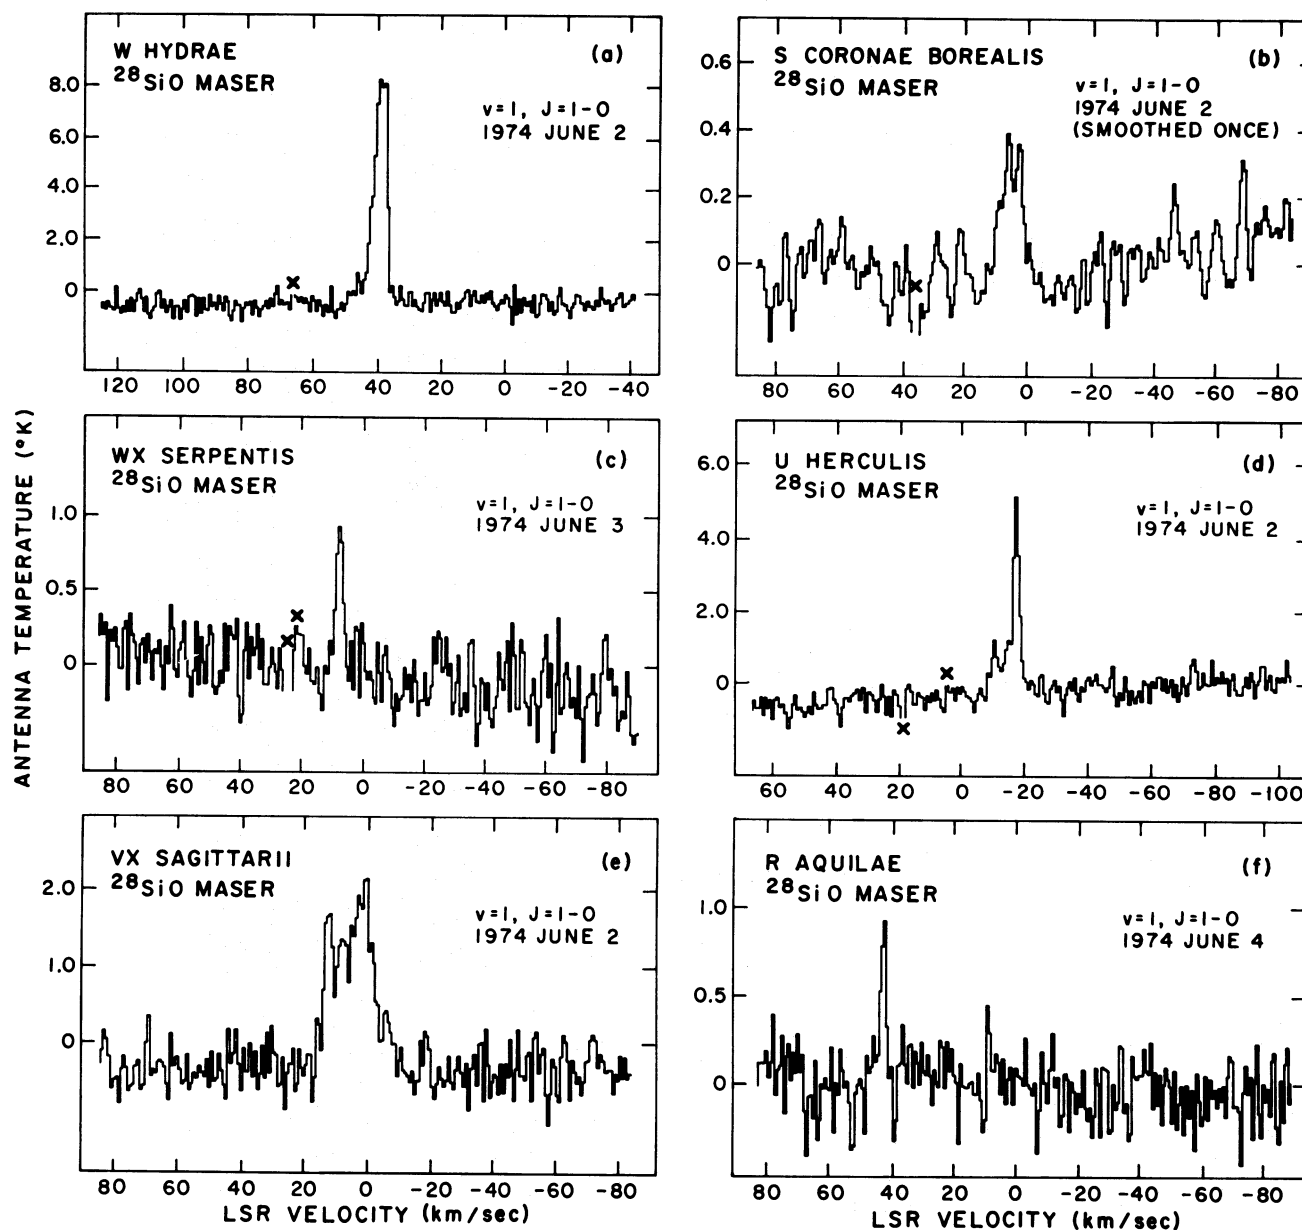 W HYDRAE
(a)
28SiO MASER
v=1, J=1-0
1974 JUNE 2
8.0
6.0
4.0
2.0
0
x
120 100 80 60 40 20 0 -20 -40
S CORONAE BOREALIS
(b)
28SiO MASER
v=1, J=1-0
1974 JUNE 2
(SMOOTHED ONCE)
0.6
0.4
0.2
0
x
80 60 40 20 0 -20 -40 -60 -80
ANTENNA TEMPERATURE (°K)
WX SERPENTIS
(c)
28SiO MASER
v=1, J=1-0
1974 JUNE 3
1.0
0.5
0
x
x
80 60 40 20 0 -20 -40 -60 -80
U HERCULIS
(d)
28SiO MASER
v=1, J=1-0
1974 JUNE 2
6.0
4.0
2.0
0
x
x
60 40 20 0 -20 -40 -60 -80 -100
VX SAGITTARII
(e)
28SiO MASER
v=1, J=1-0
1974 JUNE 2
2.0
1.0
0
80 60 40 20 0 -20 -40 -60 -80
LSR VELOCITY (km/sec)
R AQUILAE
(f)
28SiO MASER
v=1, J=1-0
1974 JUNE 4
1.0
0.5
0
80 60 40 20 0 -20 -40 -60 -80
LSR VELOCITY (km/sec)